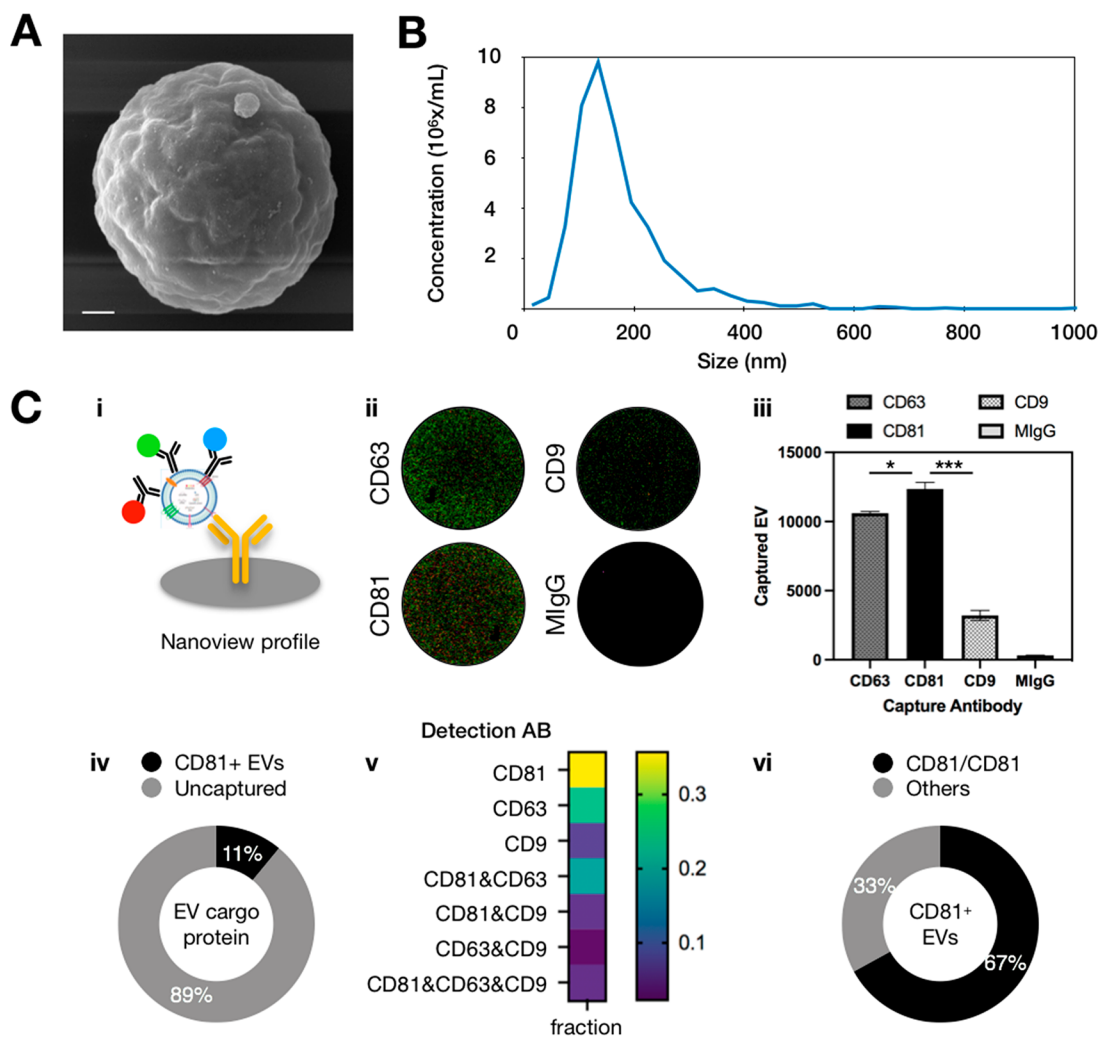 A
B
Concentration (10⁶x/mL)
10
8
6
4
2
0
200
400
600
800
1000
Size (nm)
C
i
Nanoview profile
ii
CD63
CD9
CD81
MIgG
iii
CD63
CD9
CD81
MIgG
Captured EV
15000
10000
5000
0
*
***
CD63
CD81
CD9
MIgG
Capture Antibody
iv
CD81+ EVs
Uncaptured
11%
EV cargo
protein
89%
v
Detection AB
CD81
CD63
CD9
CD81&CD63
CD81&CD9
CD63&CD9
CD81&CD63&CD9
fraction
0.3
0.2
0.1
vi
CD81/CD81
Others
33%
CD81⁺
EVs
67%